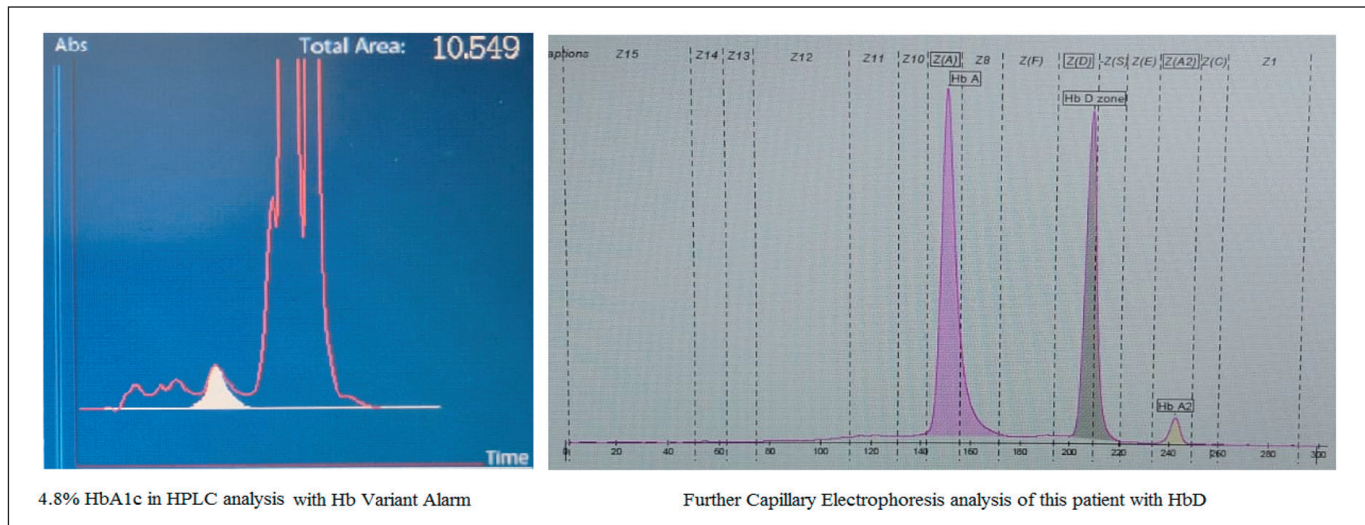 Abs
Total Area: 10.549
Time
4.8% HbA1c in HPLC analysis with Hb Variant Alarm
aptions Z15 Z14 Z13 Z12 Z11 Z10 Z(A) Z8 Z(F) Z(D) Z(S) Z(E) Z(A2) Z(C) Z1
Hb A
Hb D zone
Hb A2
0 20 40 60 80 100 120 140 160 180 200 220 240 260 280 300
Further Capillary Electrophoresis analysis of this patient with HbD